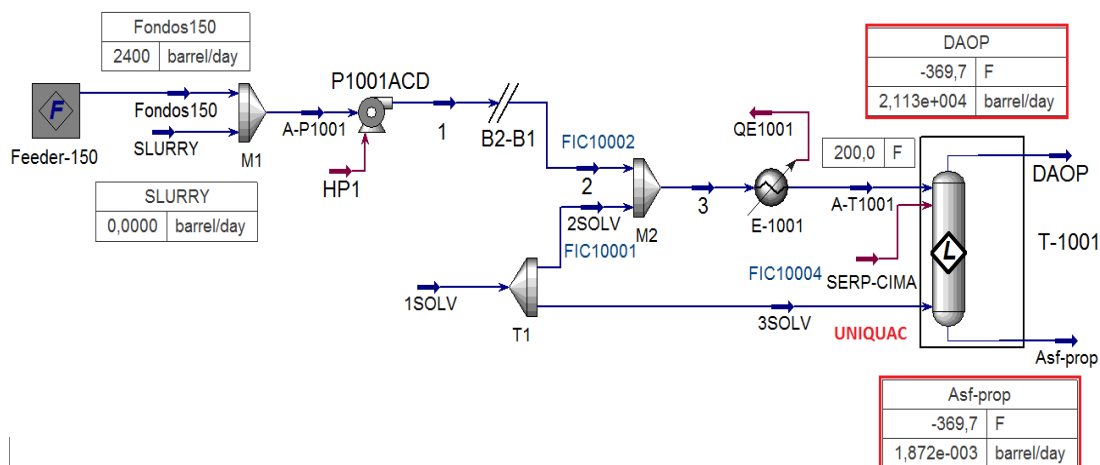 Fondos150
2400 barrel/day
F
Feeder-150
Fondos150
SLURRY
M1
A-P1001
P1001ACD
HP1
1
B2-B1
SLURRY
0,0000 barrel/day
FIC10002
2
2SOLV
FIC10001
M2
3
QE1001
E-1001
200,0 F
A-T1001
DAOP
-369,7 F
2,113e+004 barrel/day
DAOP
L
T-1001
FIC10004
SERP-CIMA
1SOLV
T1
3SOLV
UNIQUAC
Asf-prop
Asf-prop
-369,7 F
1,872e-003 barrel/day